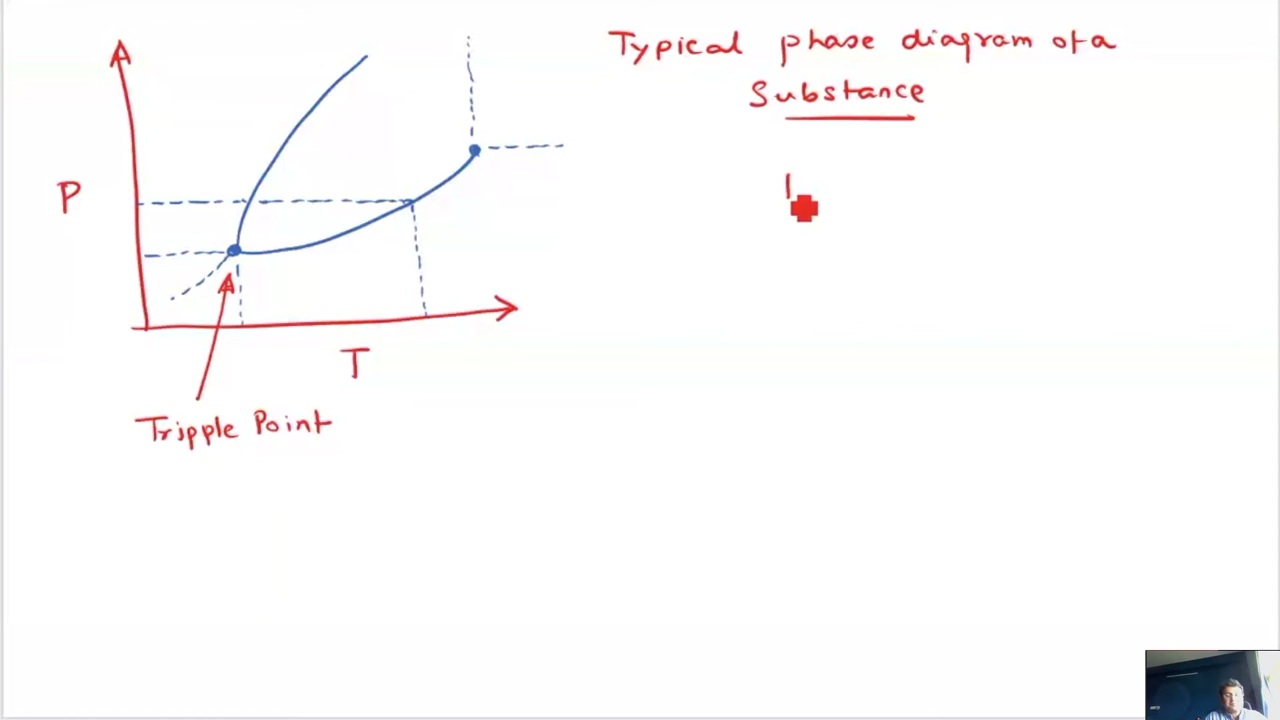 Typical phase diagram of a
Substance
P
T
Tripple Point